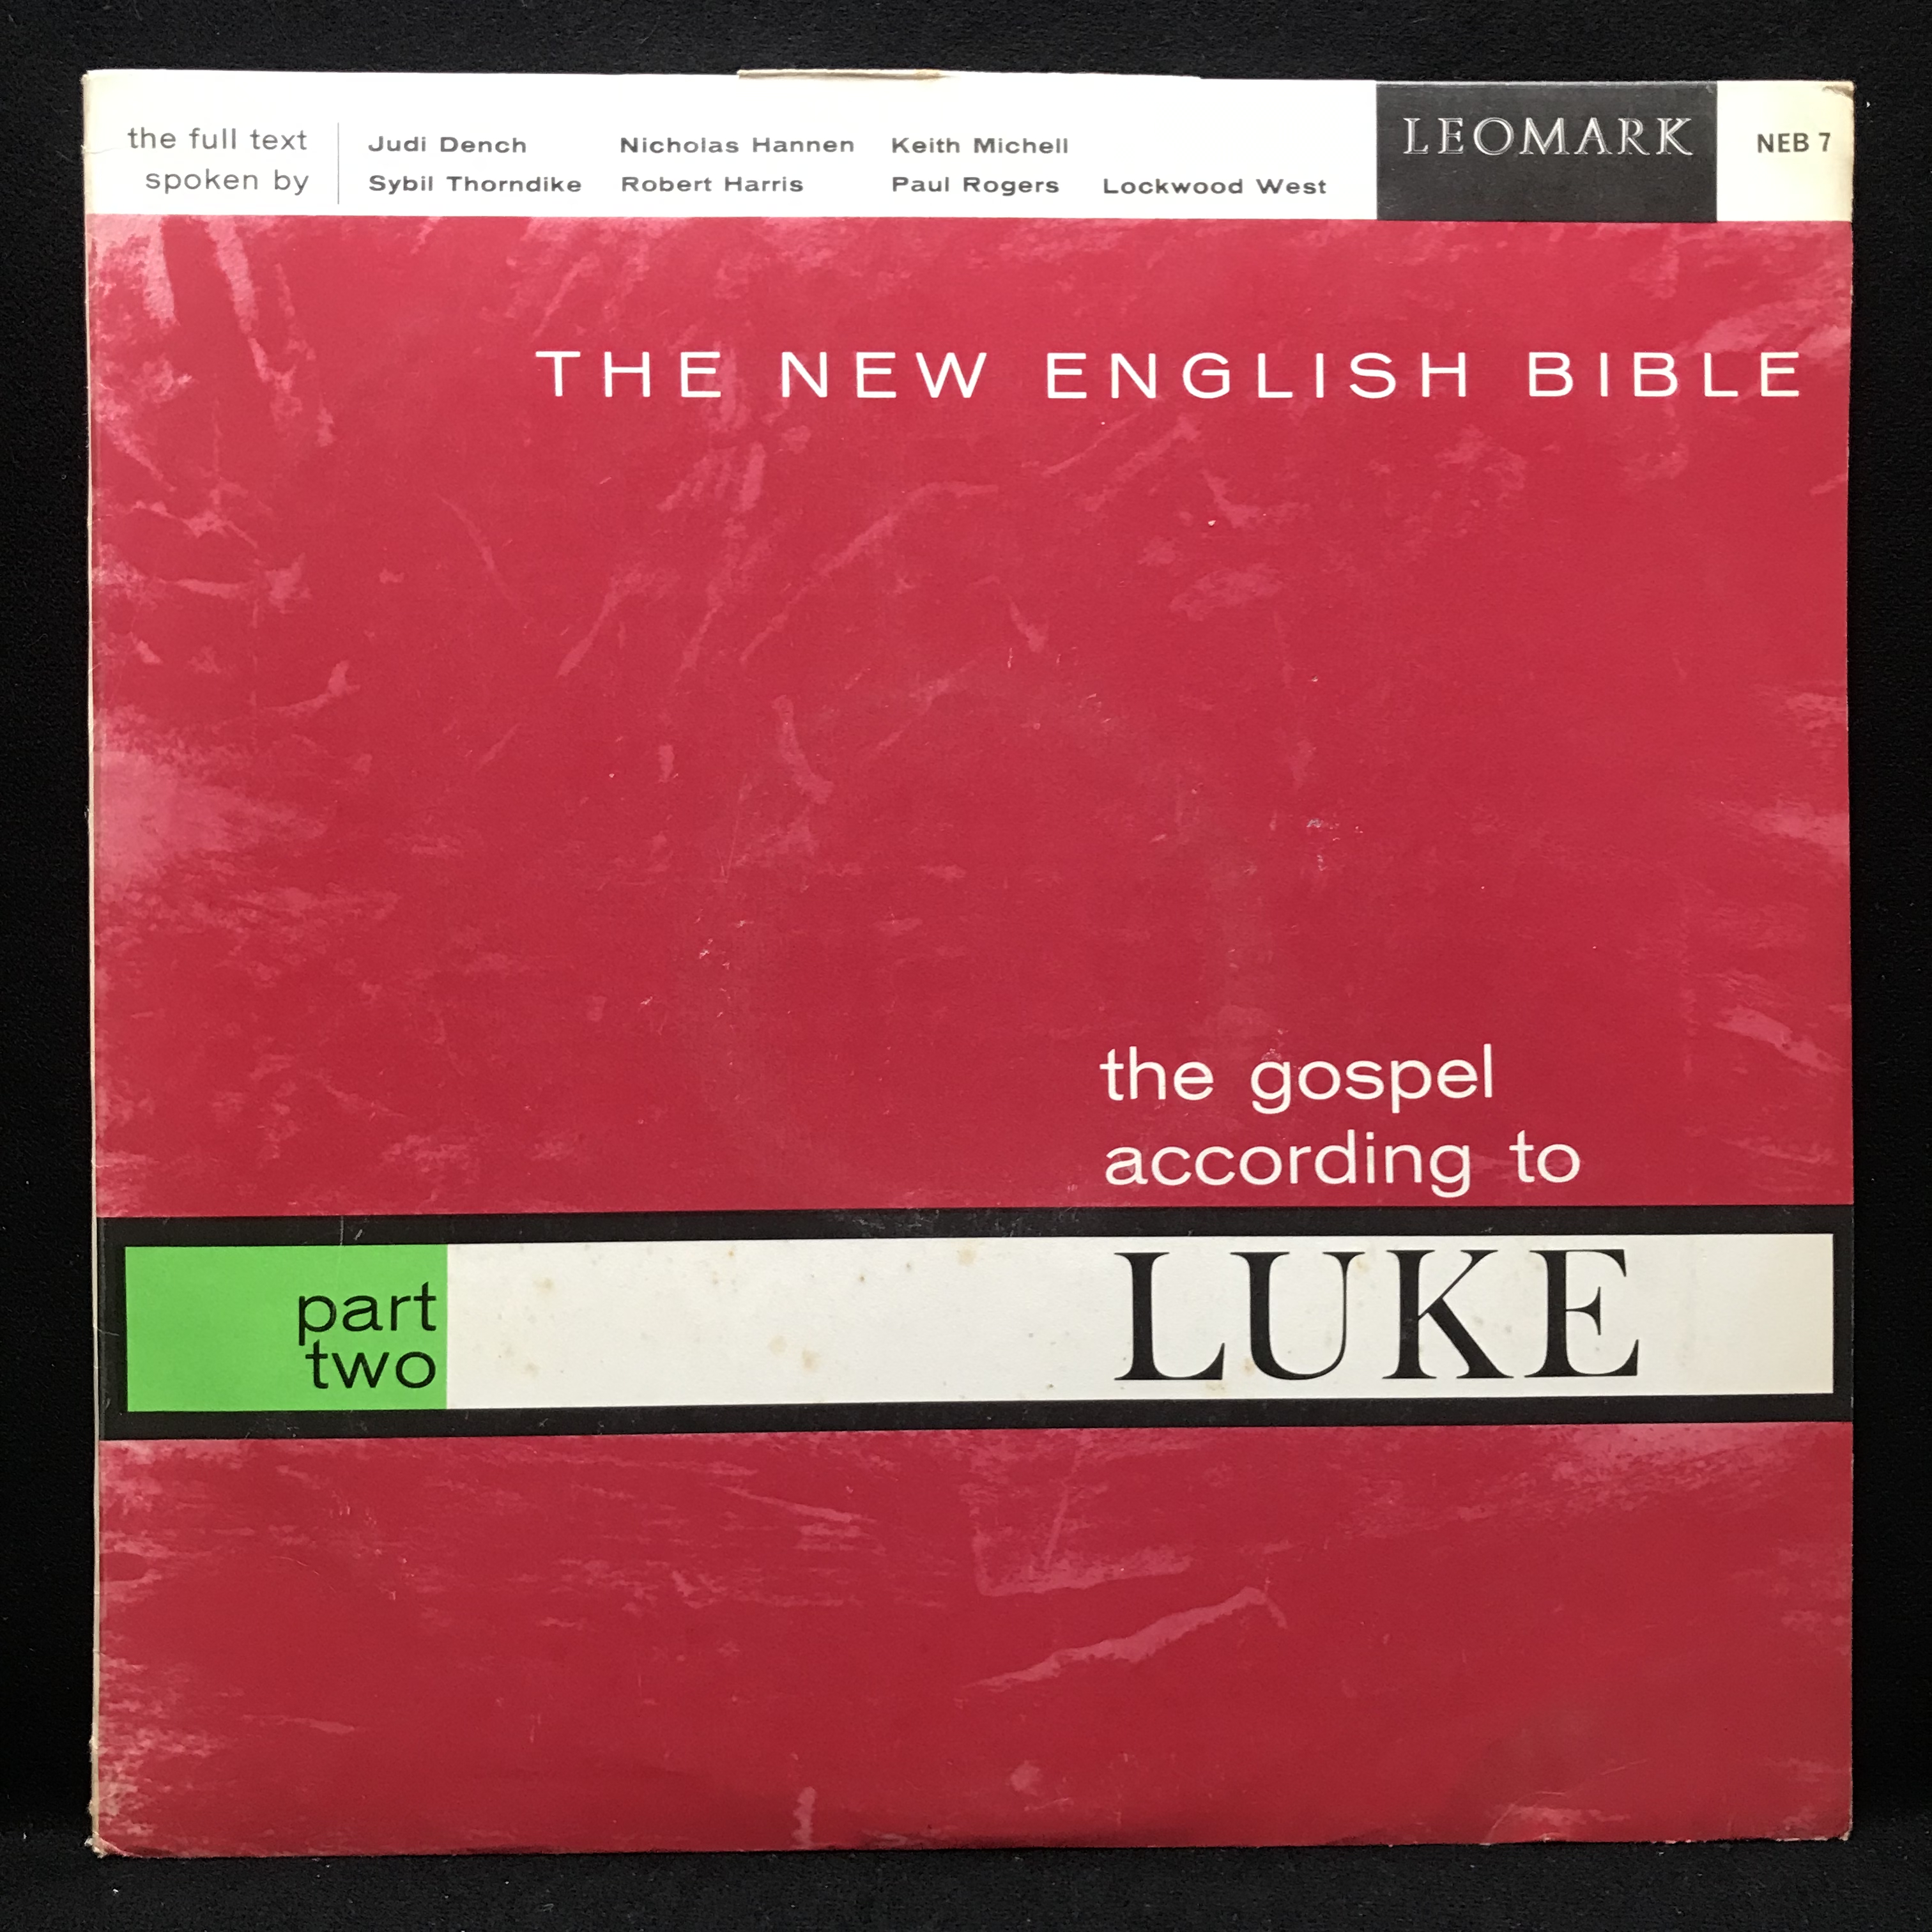 the full text
spoken by
Judi Dench
Sybil Thorndike
Nicholas Hannen
Robert Harris
Keith Michell
Paul Rogers
Lockwood West
LEOMARK
NEB 7
THE NEW ENGLISH BIBLE
the gospel
according to
LUKE
part
two